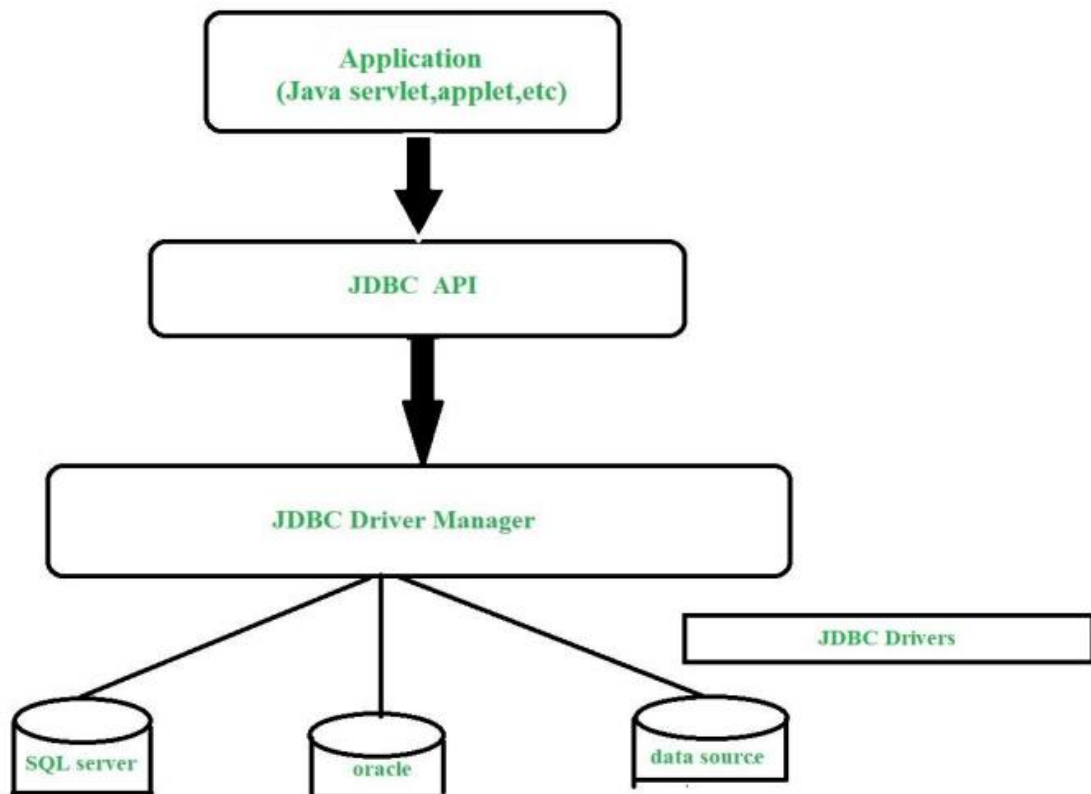 Application
(Java servlet,applet,etc)
JDBC API
JDBC Driver Manager
JDBC Drivers
SQL server
oracle
data source